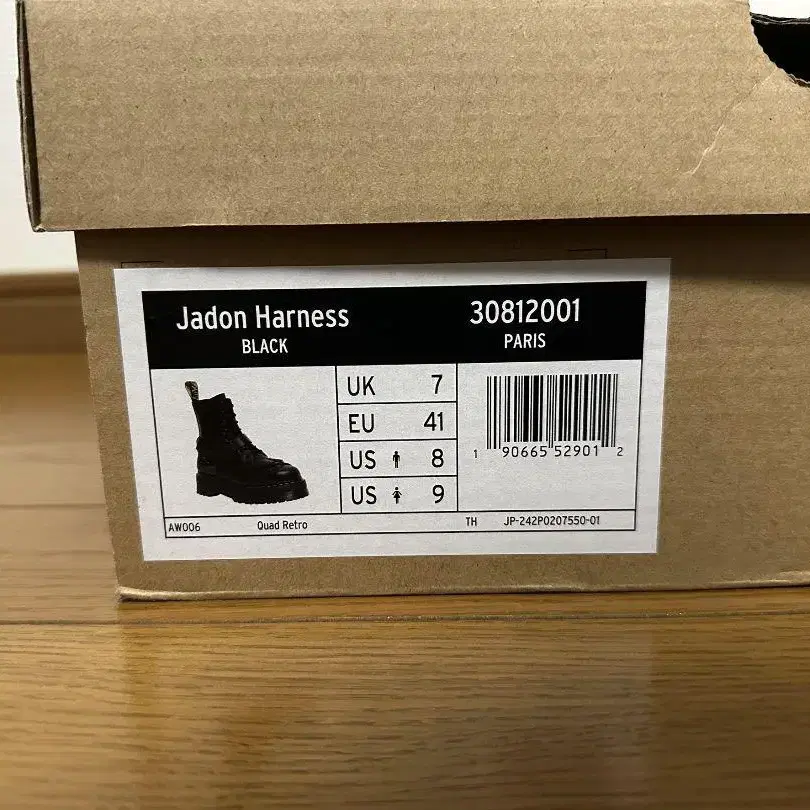 Jadon Harness
BLACK
30812001
PARIS
UK 7
EU 41
US 8
US 9
1 90665 52901 2
AW006
Quad Retro
TH
JP-242P0207550-01